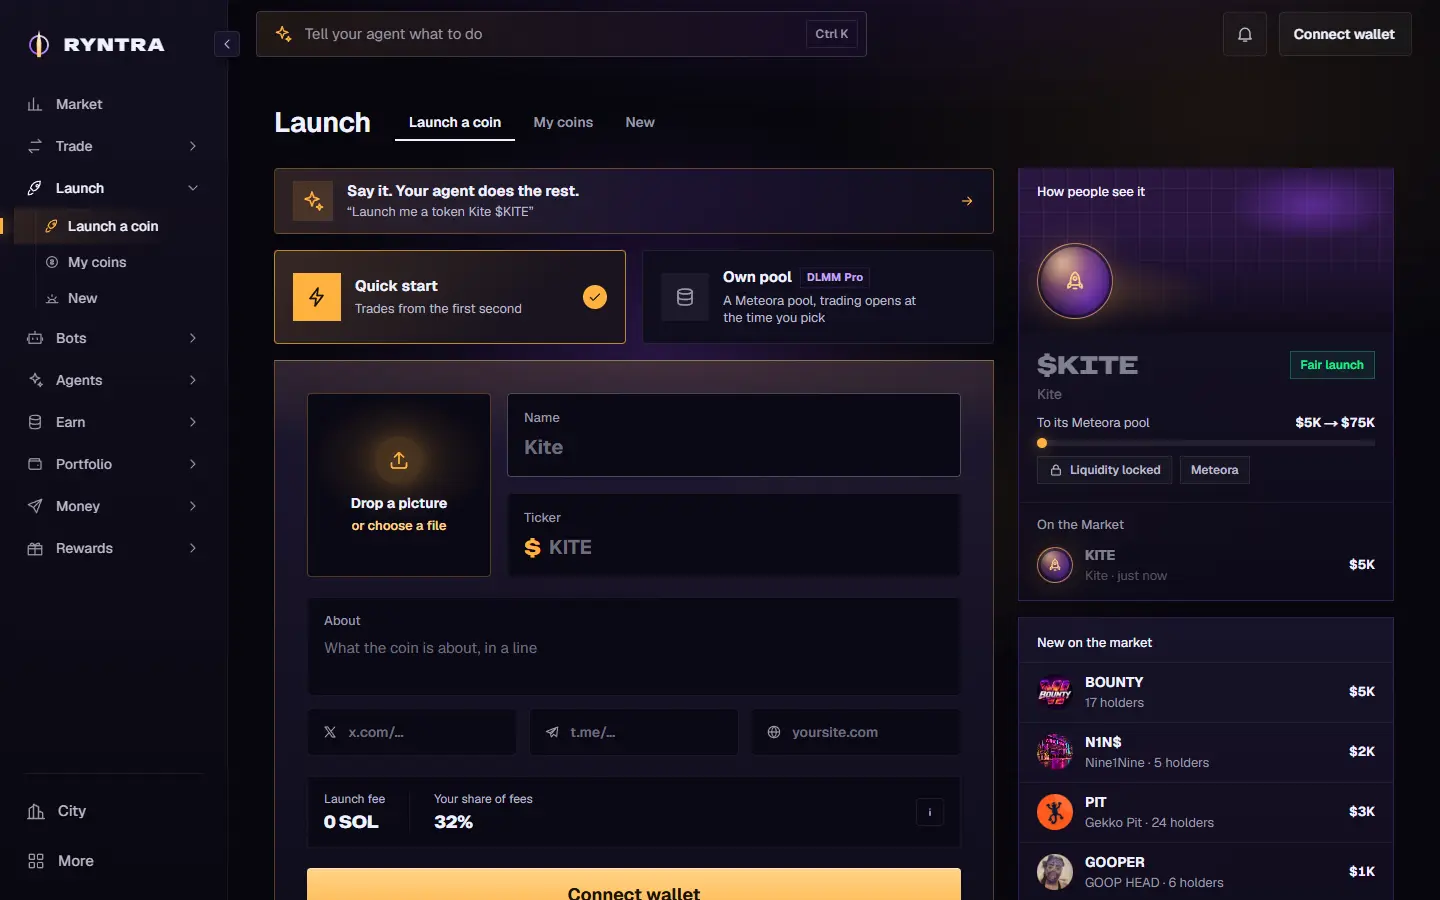 RYNTRA
Tell your agent what to do
Ctrl K
Connect wallet
Market
Trade
Launch
Launch a coin
My coins
New
Bots
Agents
Earn
Portfolio
Money
Rewards
City
More
Launch
Launch a coin
My coins
New
Say it. Your agent does the rest.
“Launch me a token Kite $KITE”
Quick start
Trades from the first second
Own pool
DLMM Pro
A Meteora pool, trading opens at
the time you pick
Drop a picture
or choose a file
Name
Kite
Ticker
$ KITE
About
What the coin is about, in a line
x.com/...
t.me/...
yoursite.com
Launch fee
0 SOL
Your share of fees
32%
i
Connect wallet
How people see it
$KITE
Fair launch
Kite
To its Meteora pool
$5K→$75K
Liquidity locked
Meteora
On the Market
KITE
Kite · just now
$5K
New on the market
BOUNTY
17 holders
$5K
N1N$
Nine1Nine · 5 holders
$2K
PIT
Gekko Pit · 24 holders
$3K
GOOPER
GOOP HEAD · 6 holders
$1K